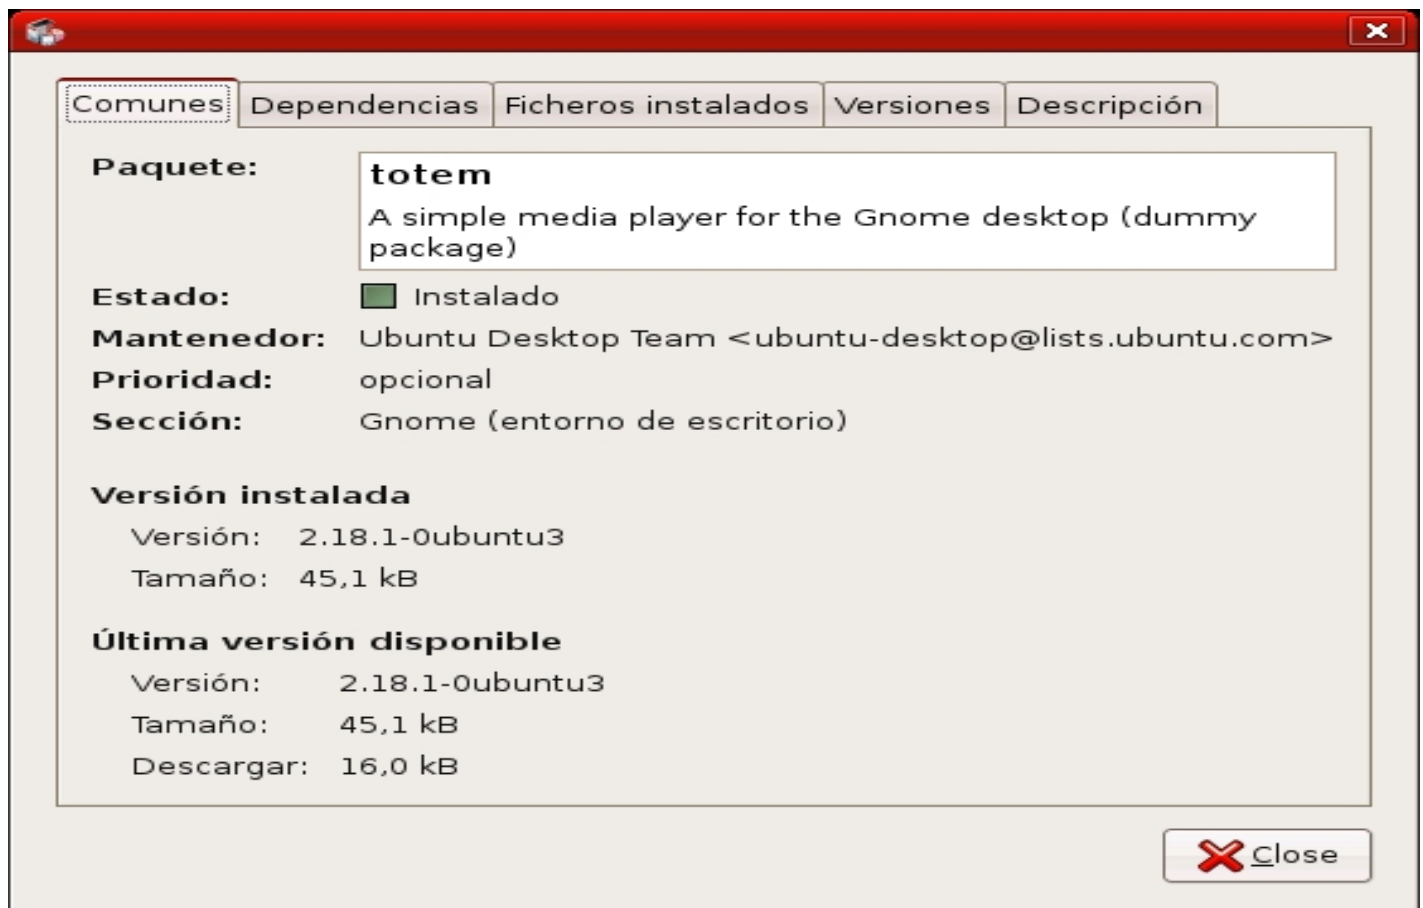 Comunes Dependencias Ficheros instalados Versiones Descripción
Paquete: totem
A simple media player for the Gnome desktop (dummy
package)
Estado: Instalado
Mantenedor: Ubuntu Desktop Team <ubuntu-desktop@lists.ubuntu.com>
Prioridad: opcional
Sección: Gnome (entorno de escritorio)
Versión instalada
Versión: 2.18.1-0ubuntu3
Tamaño: 45,1 kB
Última versión disponible
Versión: 2.18.1-0ubuntu3
Tamaño: 45,1 kB
Descargar: 16,0 kB
Close